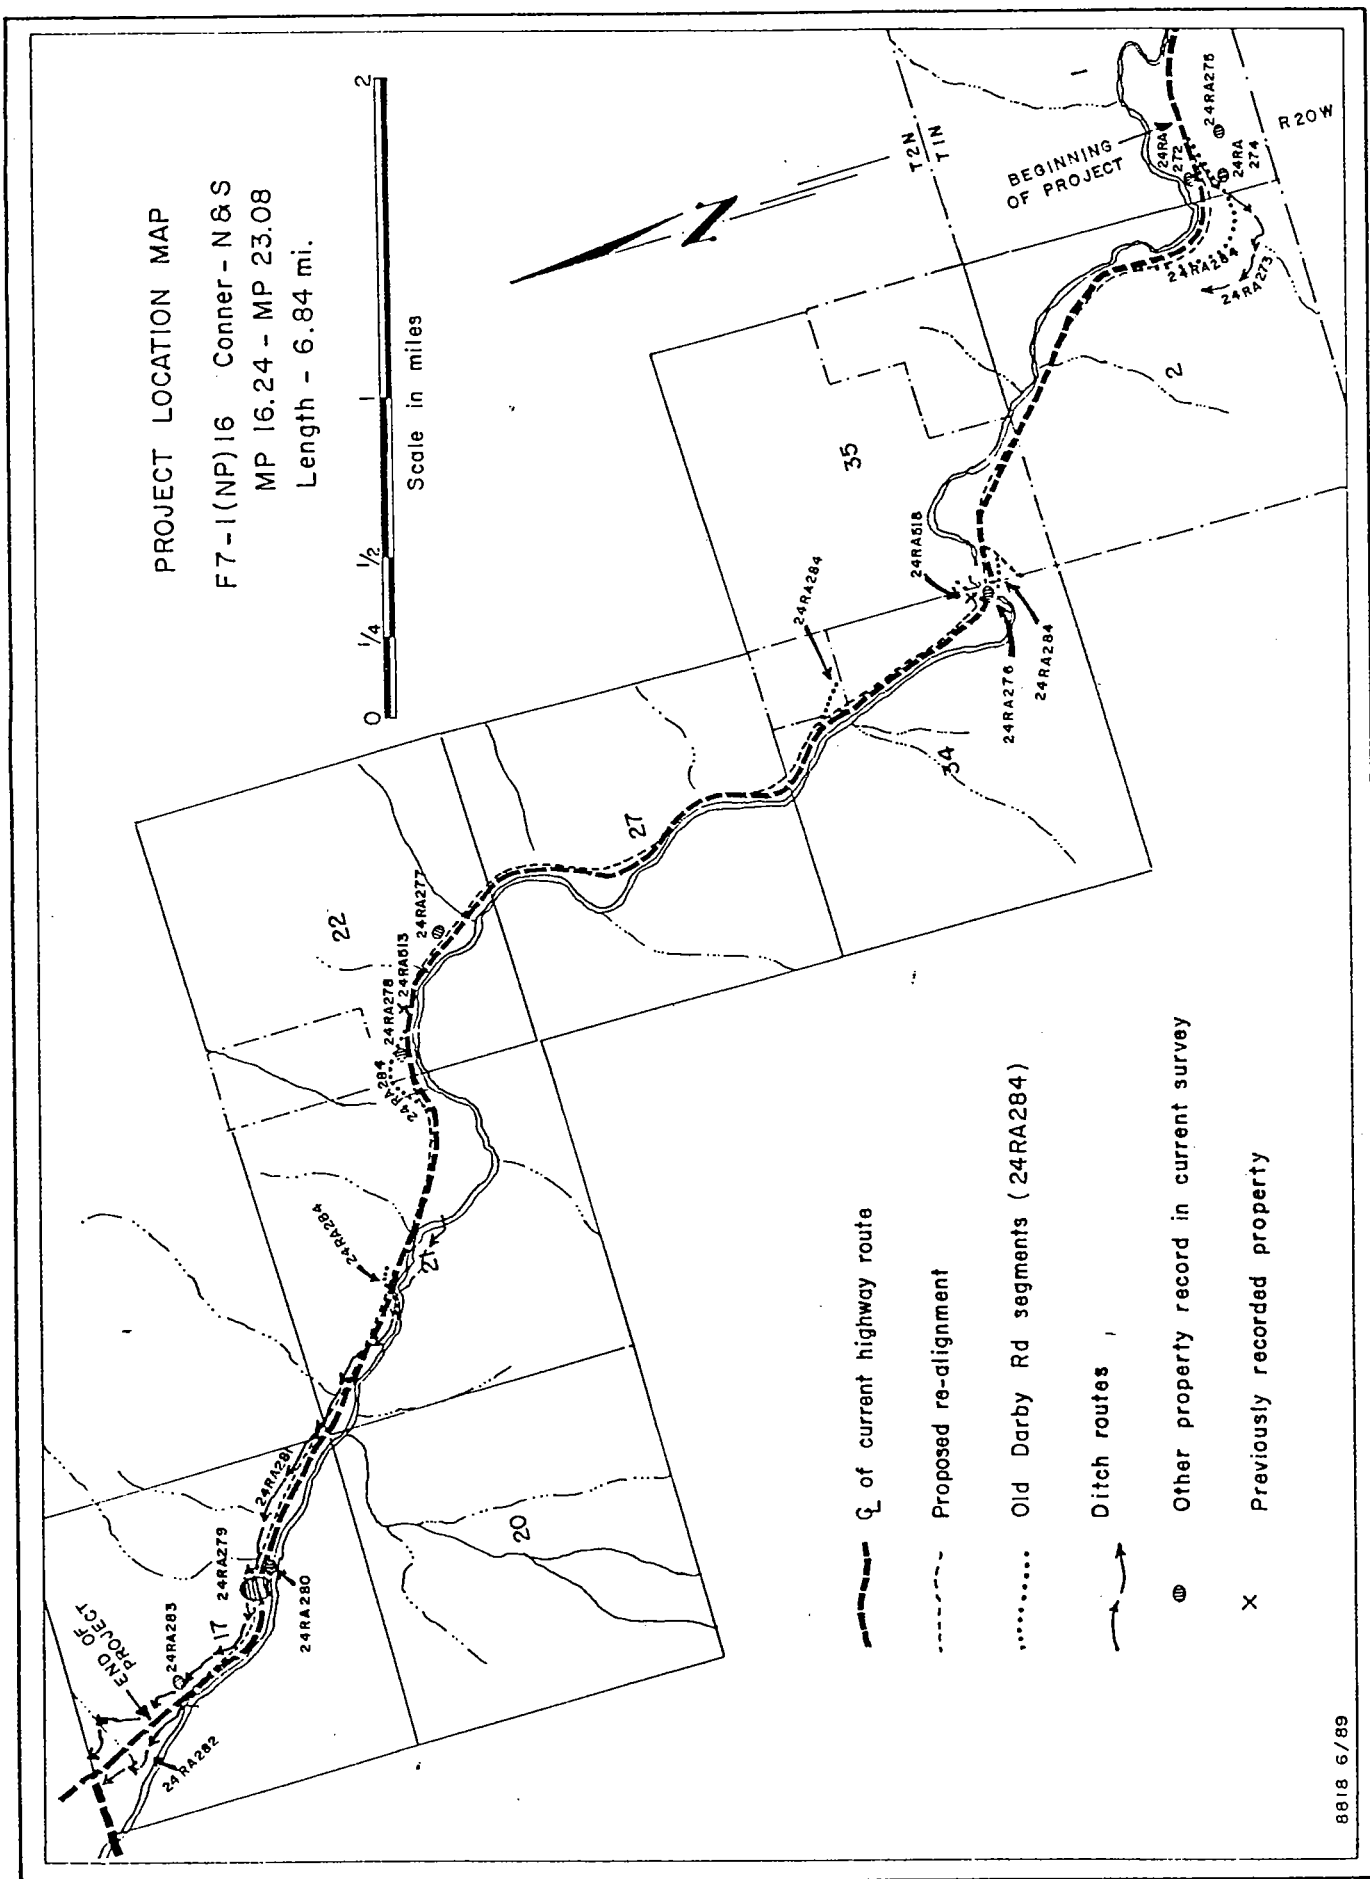 PROJECT LOCATION MAP
F7-1(NP)16 Conner-N&S
MP 16.24 - MP 23.08
Length - 6.84 mi.
0 1/4 1/2 1 2
Scale in miles
END OF
PROJECT
24RA283
24RA282
17
24RA279
24RA280
24RA281
20
24RA284
21
24RA284
24RA278
24RA513
22
24RA277
27
24RA284
34
24RA518
24RA276
24RA284
35
2
T2N
T1N
1
BEGINNING
OF PROJECT
24RA
272
24RA275
24RA
274
24RA284
24RA273
R20W
℄ of current highway route
Proposed re-alignment
Old Darby Rd segments (24RA284)
Ditch routes
Other property record in current survey
X Previously recorded property
8818 6/89